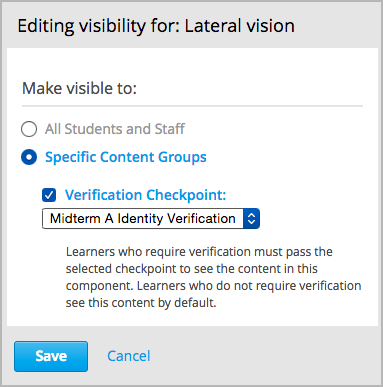 Editing visibility for: Lateral vision
Make visible to:
All Students and Staff
Specific Content Groups
Verification Checkpoint:
Midterm A Identity Verification
Learners who require verification must pass the
selected checkpoint to see the content in this
component. Learners who do not require verification
see this content by default.
Save Cancel